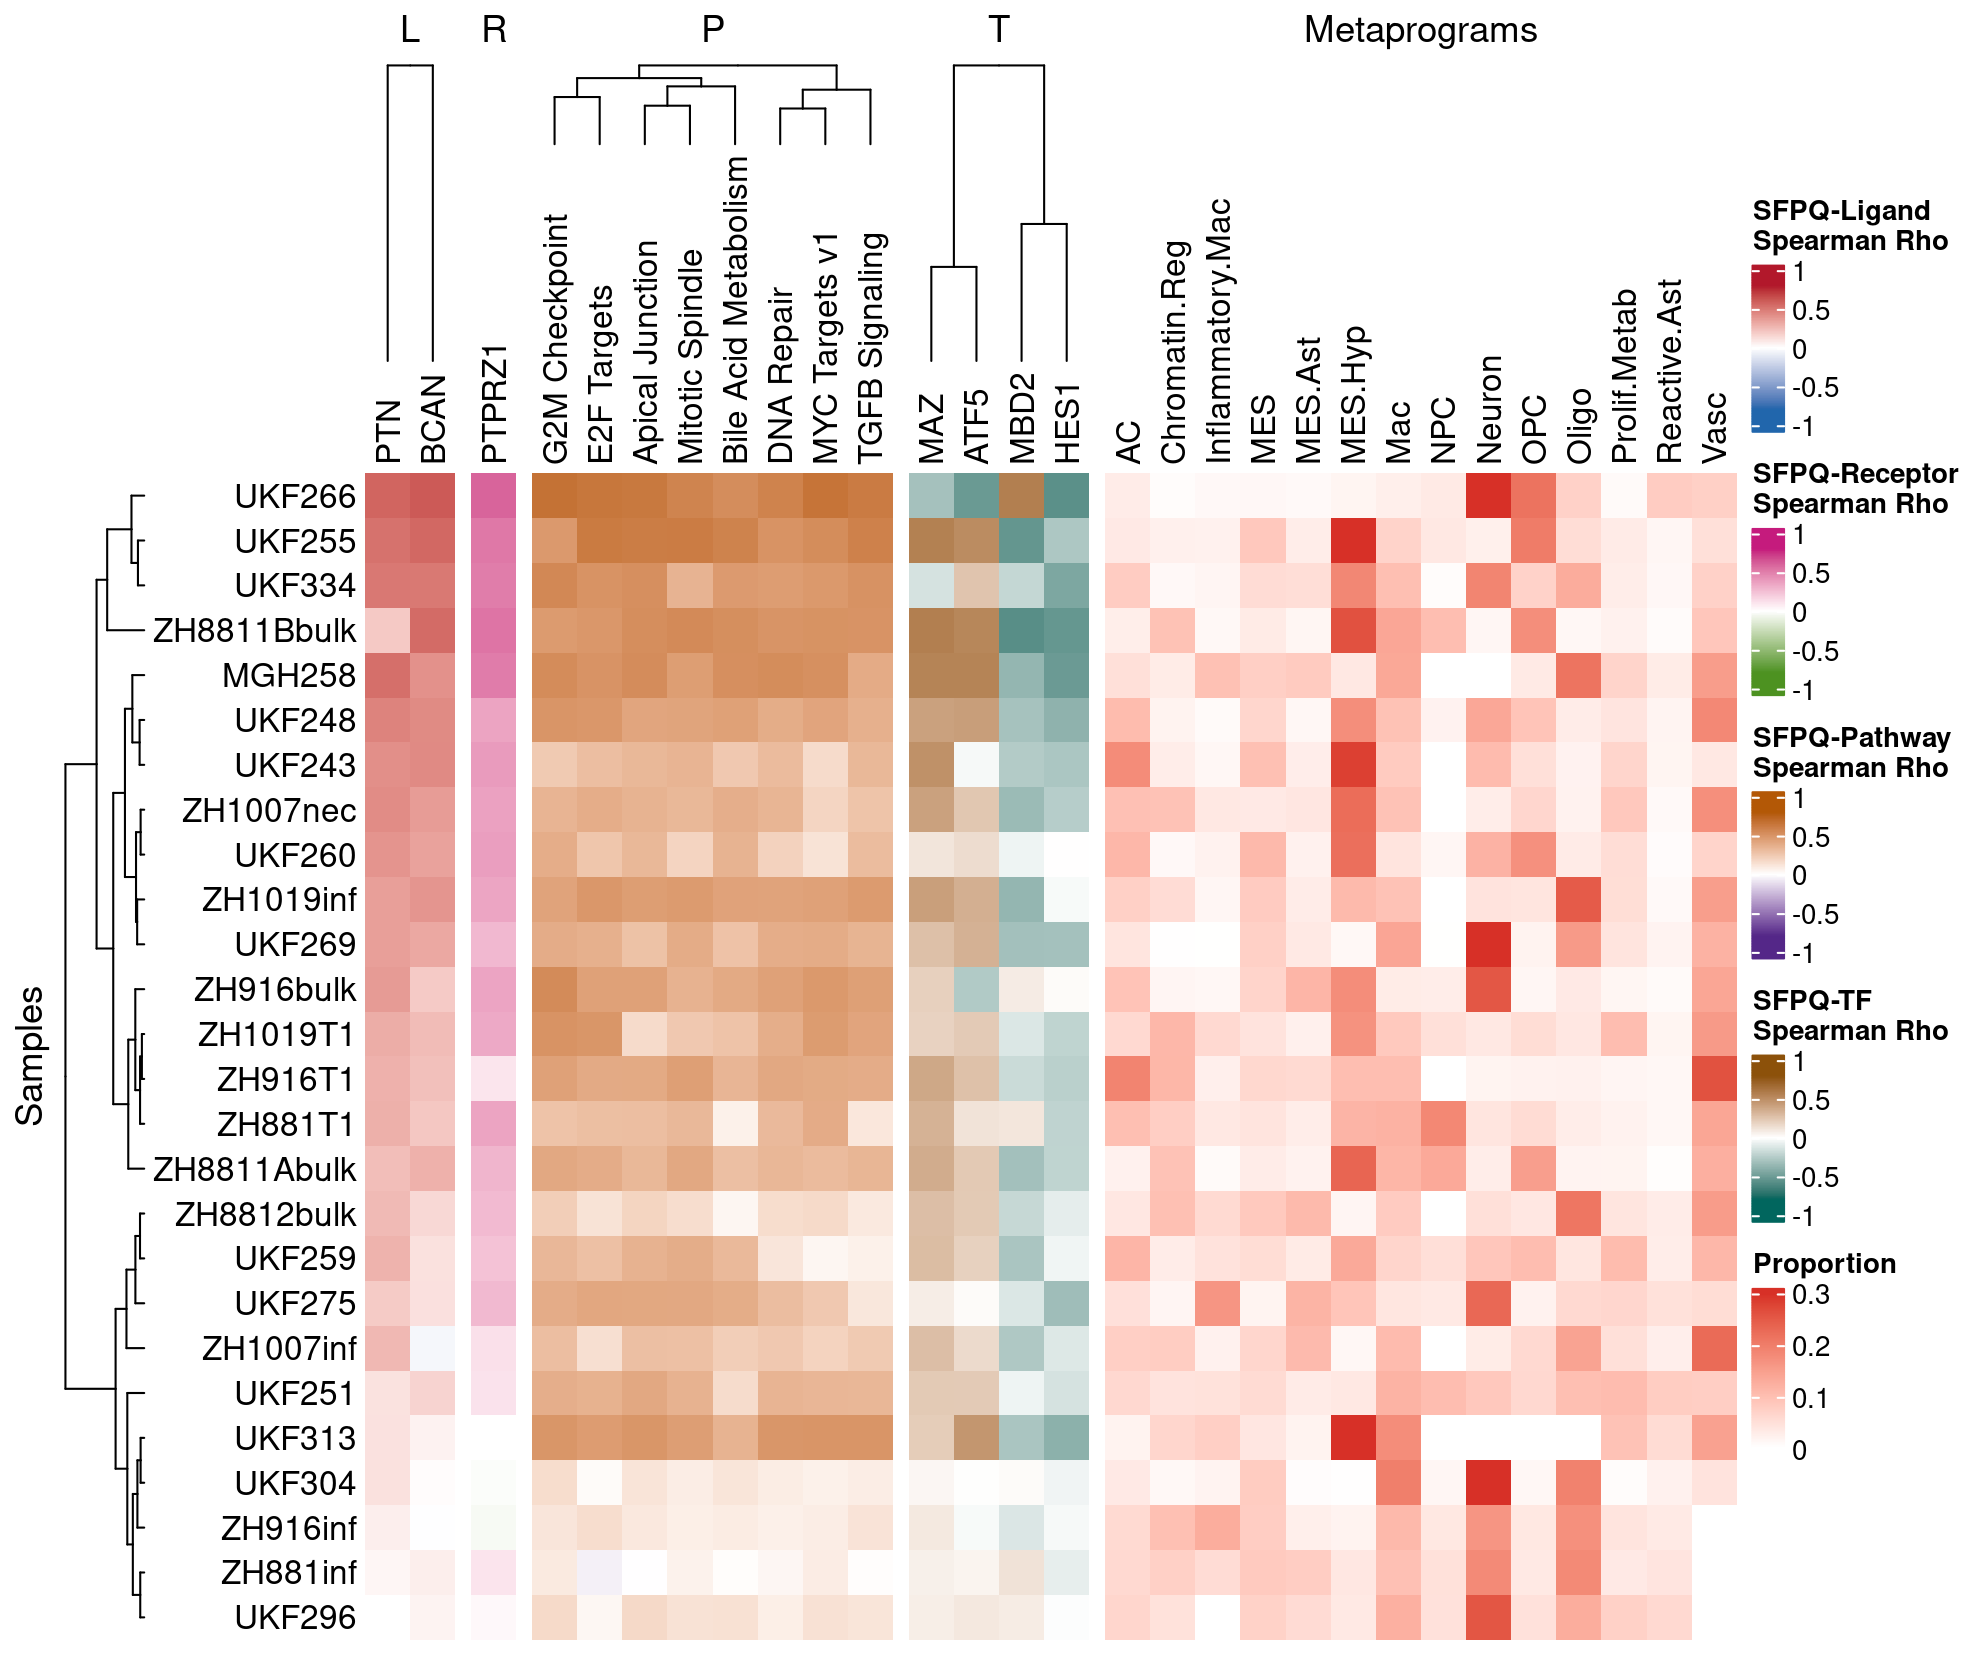 L R P T Metaprograms
PTN
BCAN
PTPRZ1
G2M Checkpoint
E2F Targets
Apical Junction
Mitotic Spindle
Bile Acid Metabolism
DNA Repair
MYC Targets v1
TGFB Signaling
MAZ
ATF5
MBD2
HES1
AC
Chromatin.Reg
Inflammatory.Mac
MES
MES.Ast
MES.Hyp
Mac
NPC
Neuron
OPC
Oligo
Prolif.Metab
Reactive.Ast
Vasc
Samples
UKF266
UKF255
UKF334
ZH8811Bbulk
MGH258
UKF248
UKF243
ZH1007nec
UKF260
ZH1019inf
UKF269
ZH916bulk
ZH1019T1
ZH916T1
ZH881T1
ZH8811Abulk
ZH8812bulk
UKF259
UKF275
ZH1007inf
UKF251
UKF313
UKF304
ZH916inf
ZH881inf
UKF296
SFPQ-Ligand
Spearman Rho
1
0.5
0
-0.5
-1
SFPQ-Receptor
Spearman Rho
1
0.5
0
-0.5
-1
SFPQ-Pathway
Spearman Rho
1
0.5
0
-0.5
-1
SFPQ-TF
Spearman Rho
1
0.5
0
-0.5
-1
Proportion
0.3
0.2
0.1
0